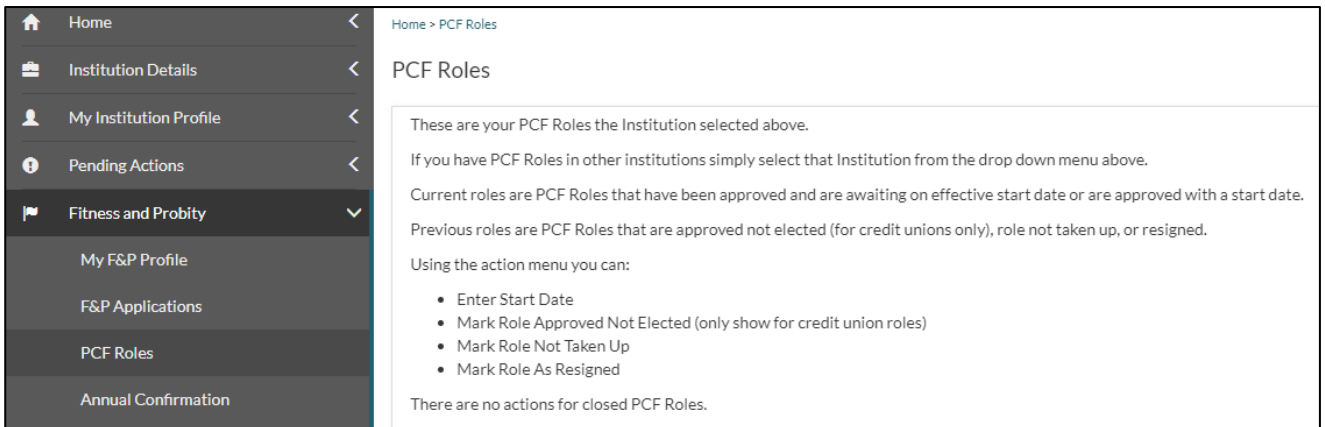 Home
Institution Details
My Institution Profile
Pending Actions
Fitness and Probity
My F&P Profile
F&P Applications
PCF Roles
Annual Confirmation
Home > PCF Roles
PCF Roles
These are your PCF Roles the Institution selected above.
If you have PCF Roles in other institutions simply select that Institution from the drop down menu above.
Current roles are PCF Roles that have been approved and are awaiting on effective start date or are approved with a start date.
Previous roles are PCF Roles that are approved not elected (for credit unions only), role not taken up, or resigned.
Using the action menu you can:
• Enter Start Date
• Mark Role Approved Not Elected (only show for credit union roles)
• Mark Role Not Taken Up
• Mark Role As Resigned
There are no actions for closed PCF Roles.